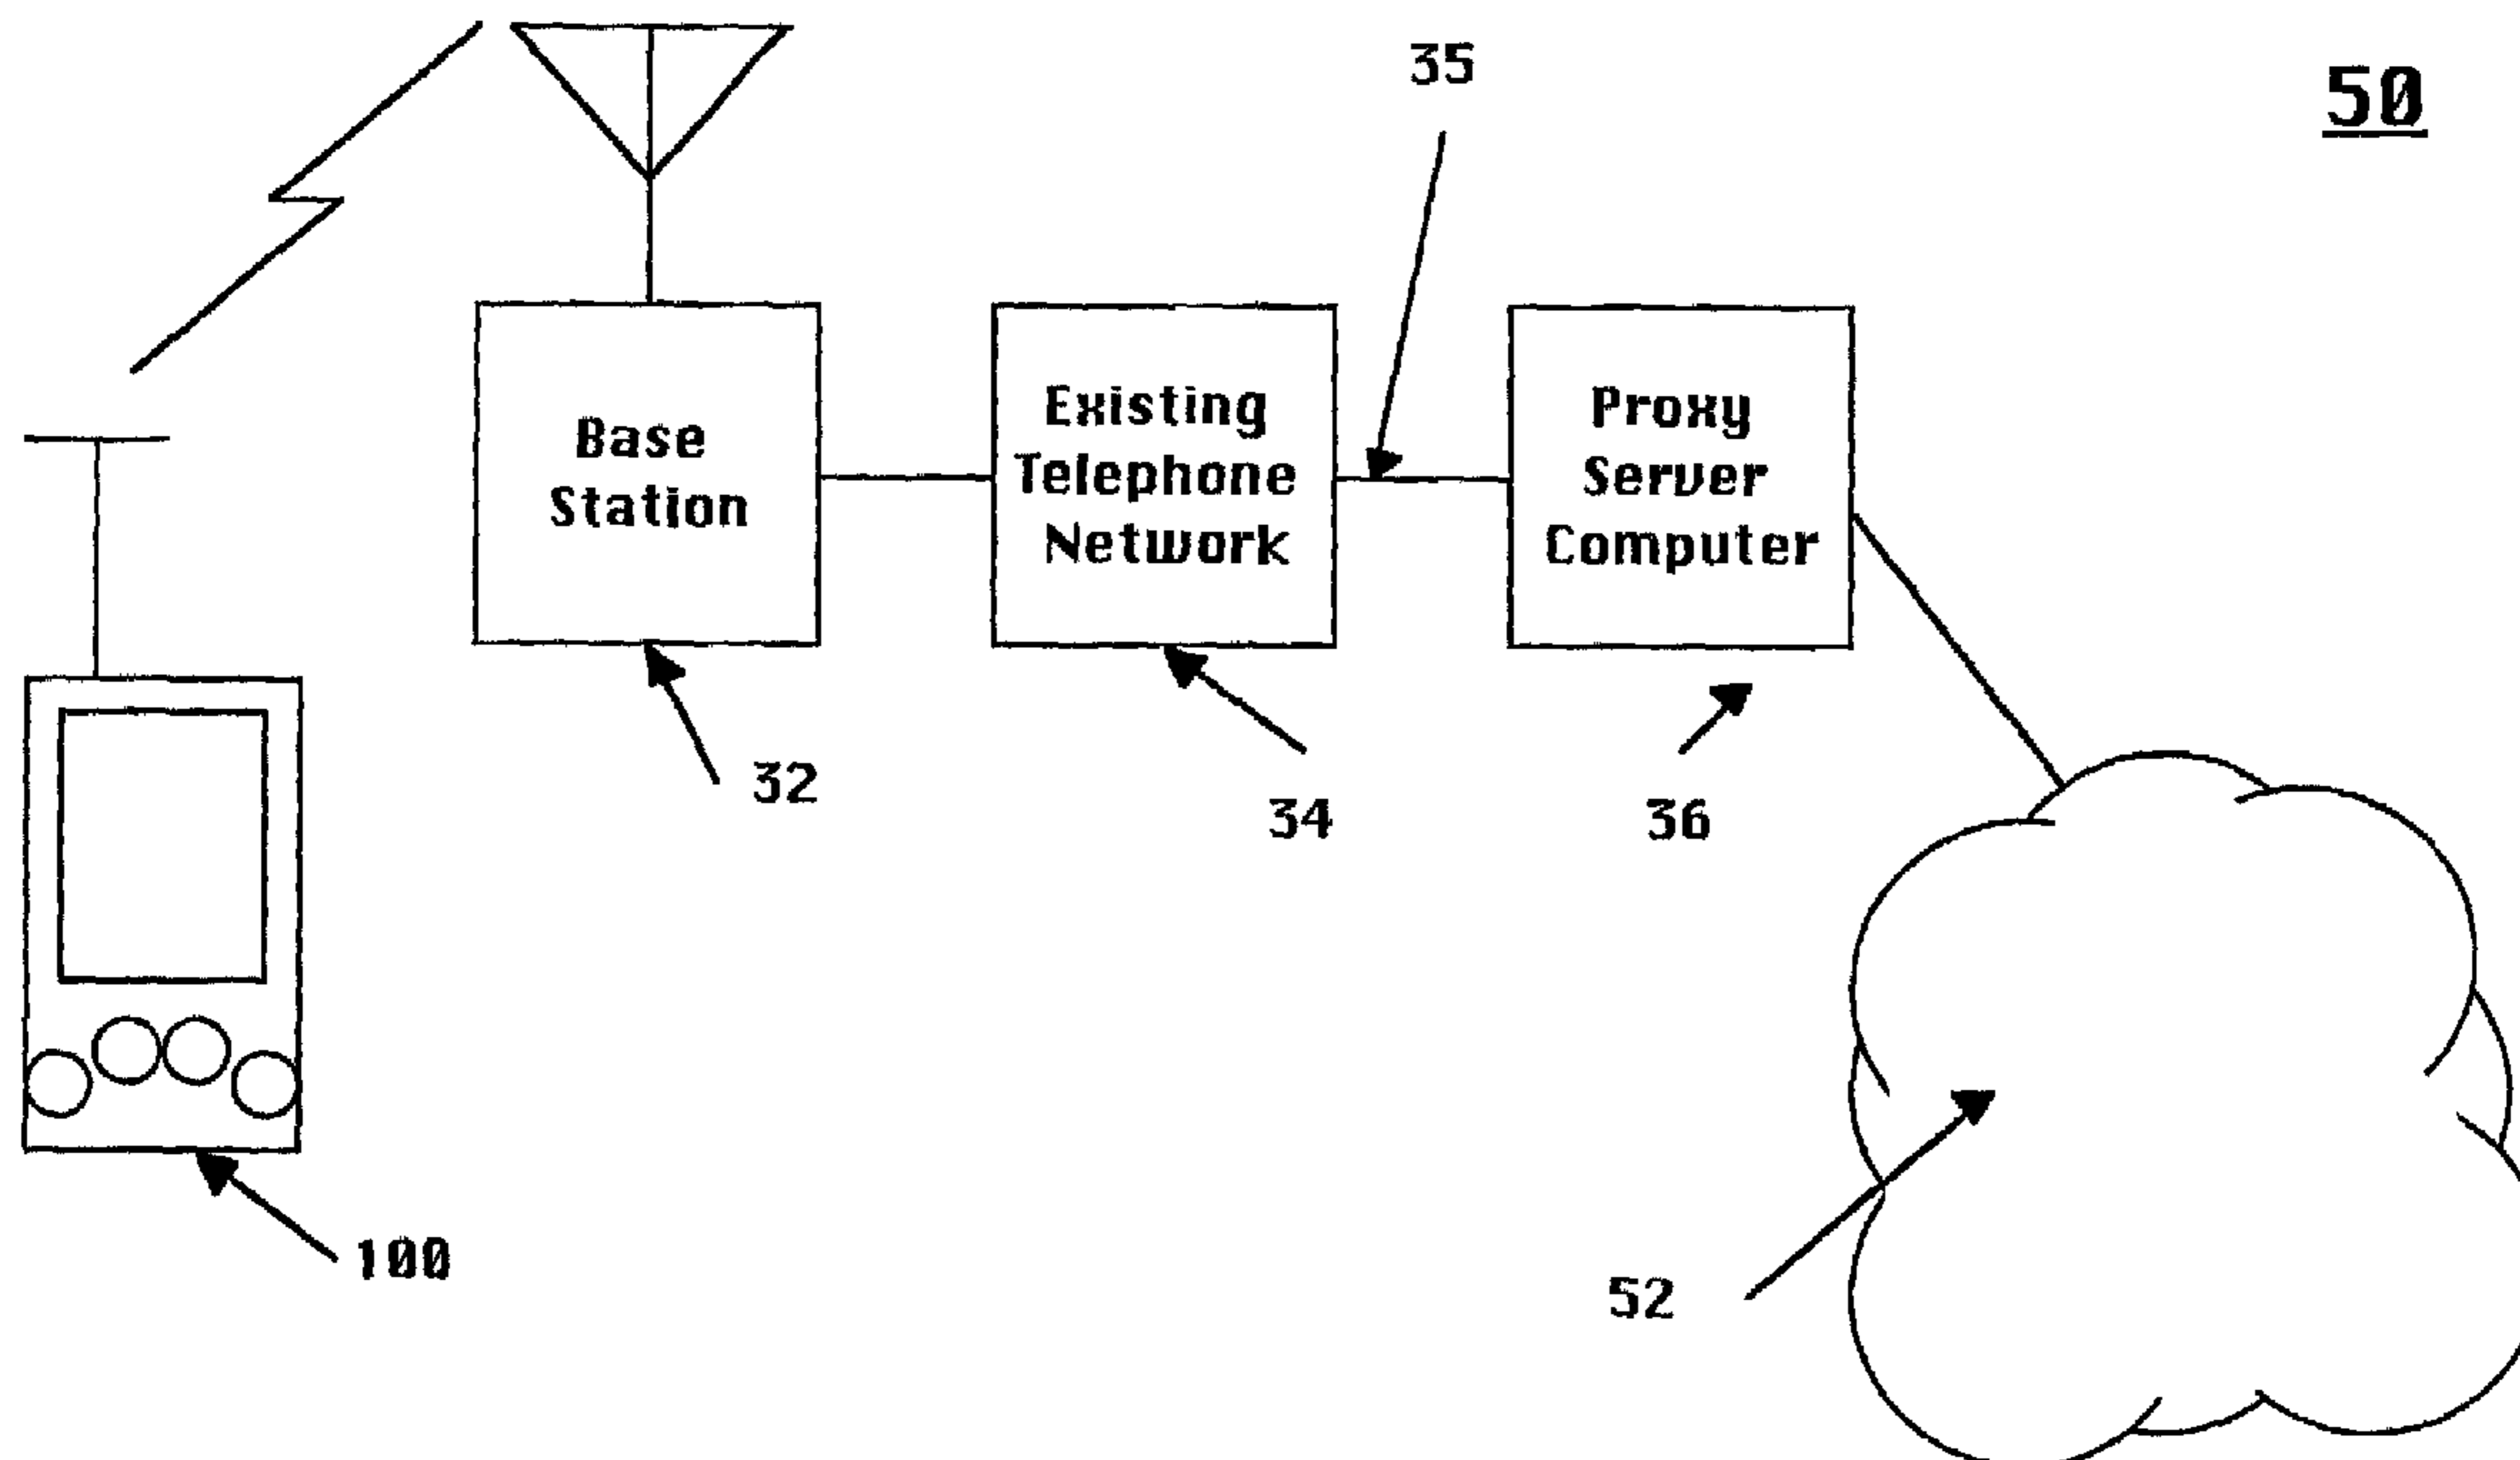 35
50
Base
Station
Existing
Telephone
Network
Proxy
Server
Computer
32
34
36
100
52